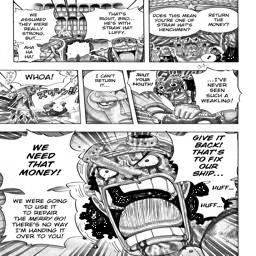 RETURN
THE
MONEY?
DOES THIS
MEAN YOU'RE
ONE OF
STRAW HAT'S
HENCHMEN?
THAT'S
RIGHT, BRO...
HE'S WITH
STRAW HAT
LUFFY.
WE
ASSUMED
THEY WERE
REALLY
STRONG,
BUT...
AHA
HA
HA!
...I'VE
NEVER
SEEN SUCH
A WEAKLING!
SHUT
YOUR
MOUTH!
I CAN'T
RETURN
IT...
WHOA!
GIVE IT
BACK!
THAT'S
TO FIX
OUR
SHIP...
HUFF...
HUFF...
WE
NEED
THAT
MONEY!
WE WERE GOING
TO USE IT
TO REPAIR
THE MERRY GO!
THERE'S NO WAY
I'M HANDING IT
OVER TO YOU!